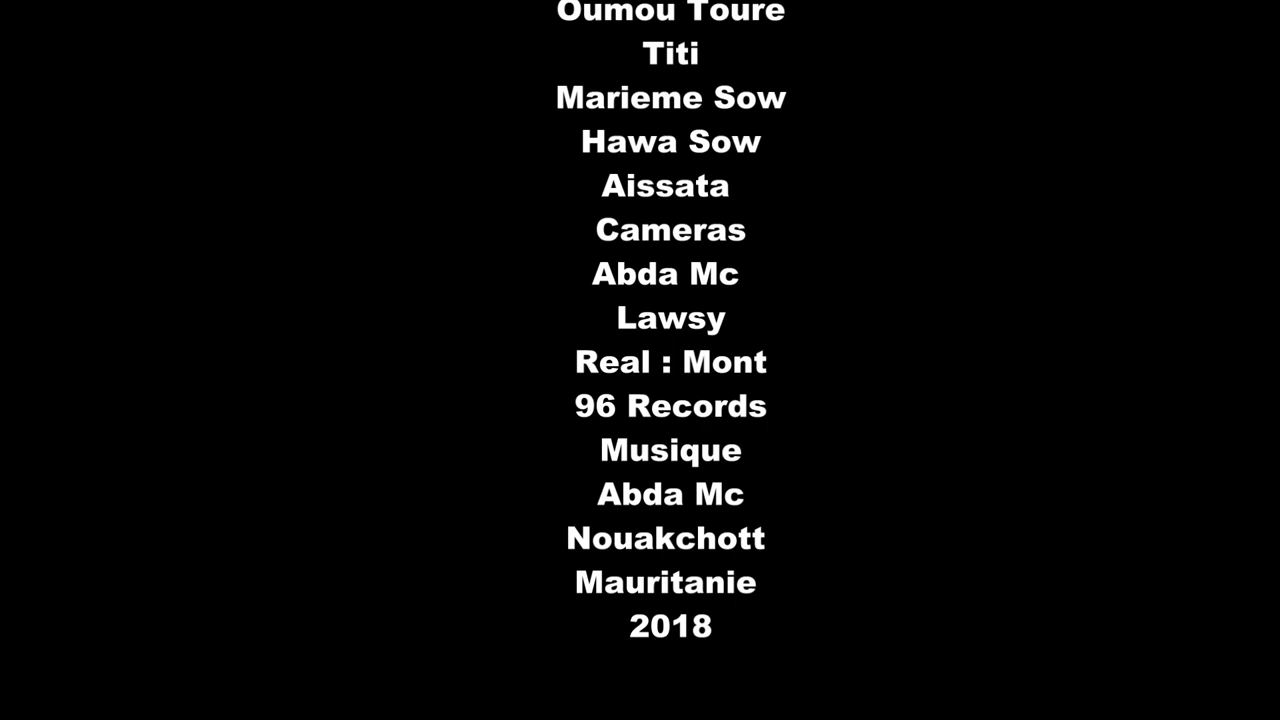 Oumou Toure
Titi
Marieme Sow
Hawa Sow
Aissata
Cameras
Abda Mc
Lawsy
Real : Mont
96 Records
Musique
Abda Mc
Nouakchott
Mauritanie
2018